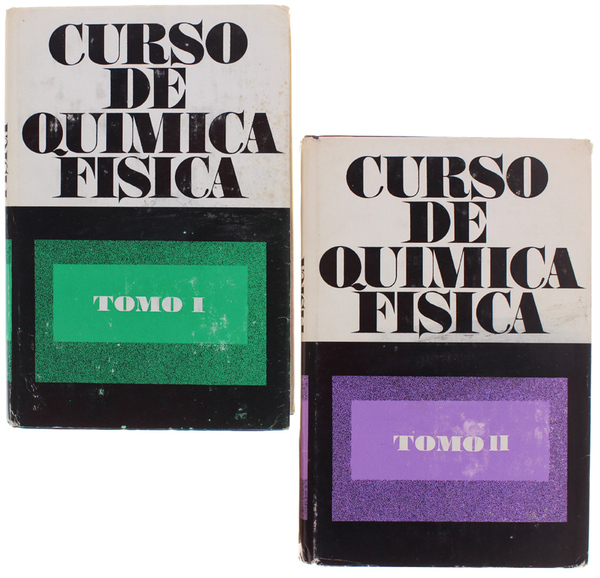 CURSO
DE
QUIMICA
FISICA
TOMO I
CURSO
DE
QUIMICA
FISICA
TOMO II